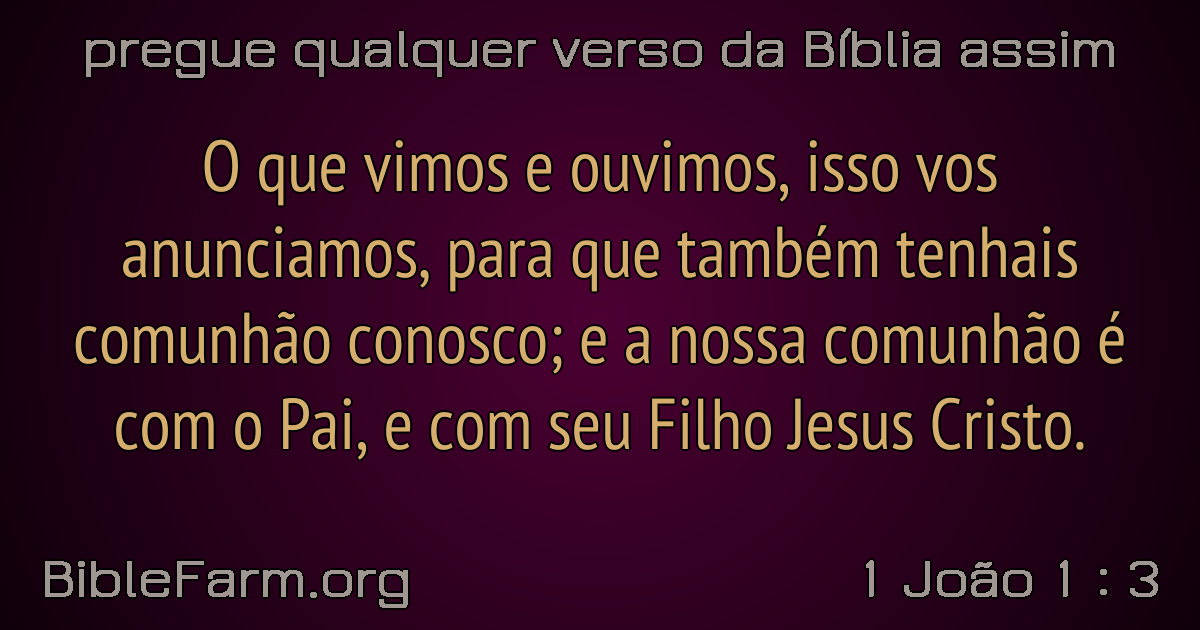 pregue qualquer verso da Bíblia assim
O que vimos e ouvimos, isso vos
anunciamos, para que também tenhais
comunhão conosco; e a nossa comunhão é
com o Pai, e com seu Filho Jesus Cristo.
BibleFarm.org
1 João 1 : 3